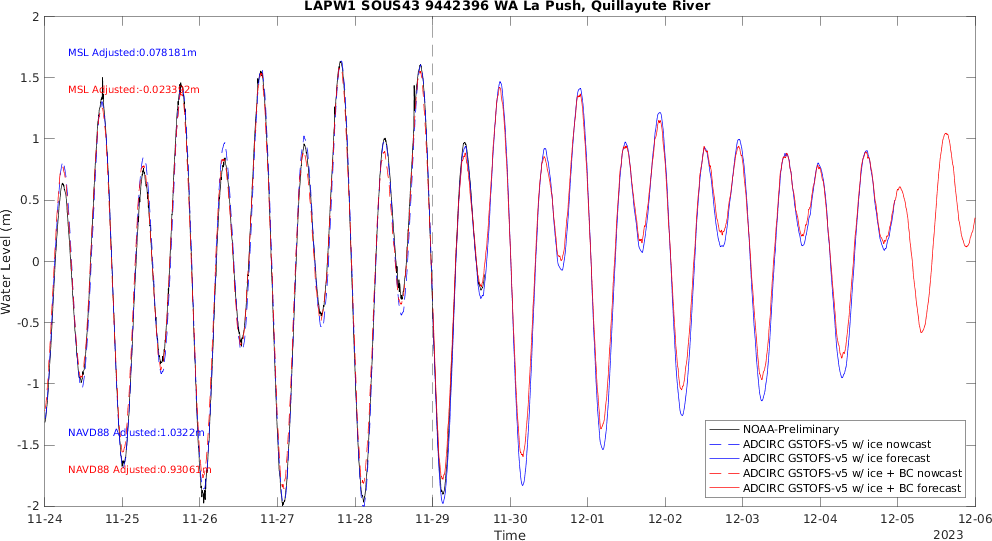 LAPW1 SOUS43 9442396 WA La Push, Quillayute River
2
1.5
1
0.5
0
-0.5
-1
-1.5
-2
Water Level (m)
MSL Adjusted:0.078181m
NAVD88 Adjusted:1.0322m
NAVD88 Adjusted:0.93061m
NOAA-Preliminary
ADCIRC GSTOFS-v5 w/ ice nowcast
ADCIRC GSTOFS-v5 w/ ice forecast
ADCIRC GSTOFS-v5 w/ ice + BC nowcast
ADCIRC GSTOFS-v5 w/ ice + BC forecast
11-24 11-25 11-26 11-27 11-28 11-29 11-30 12-01 12-02 12-03 12-04 12-05 12-06
Time
2023